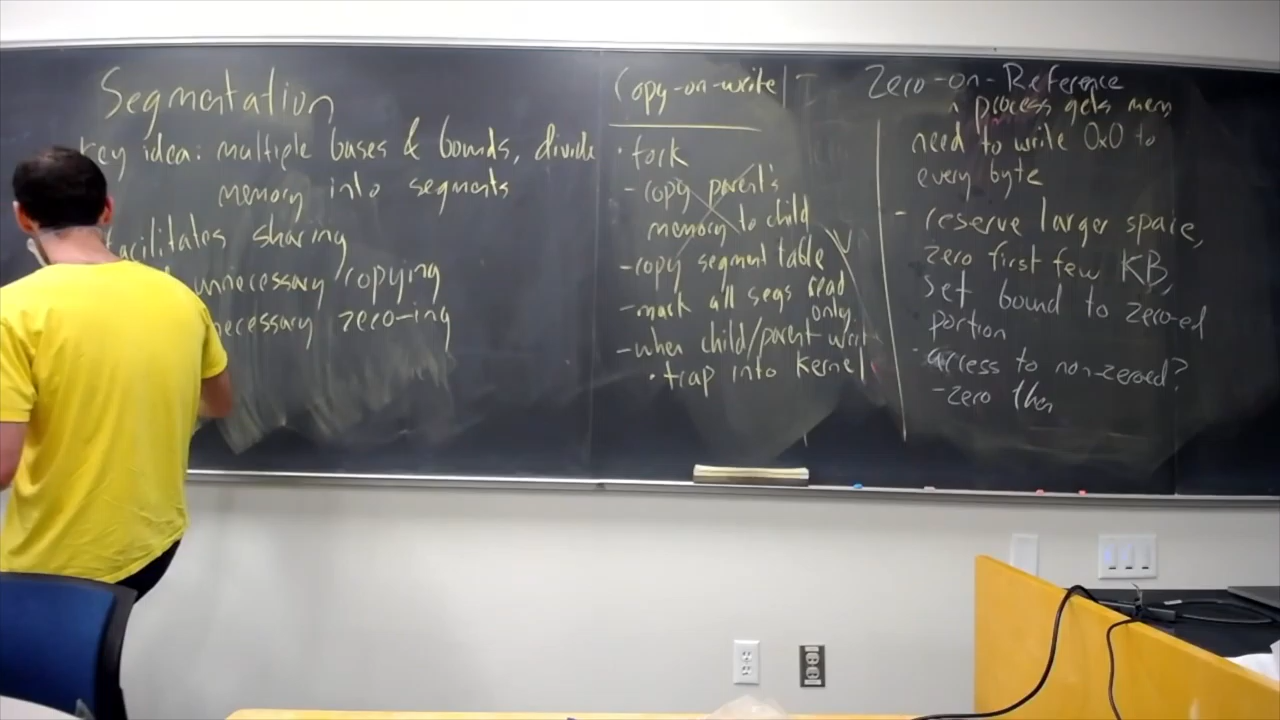 Segmentation
key idea: multiple bases & bounds, divide
memory into segments
facilitates sharing
unnecessary copying
necessary zero-ing
Copy-on-write
· fork
- copy parent's
memory to child
- copy segment table
- mark all segs read
only
- when child/parent writ
· trap into kernel
Zero-on-Reference
process gets mem
need to write 0x0 to
every byte
- reserve larger space,
zero first few KB,
set bound to zero-ed
portion
· access to non-zeroed?
- zero